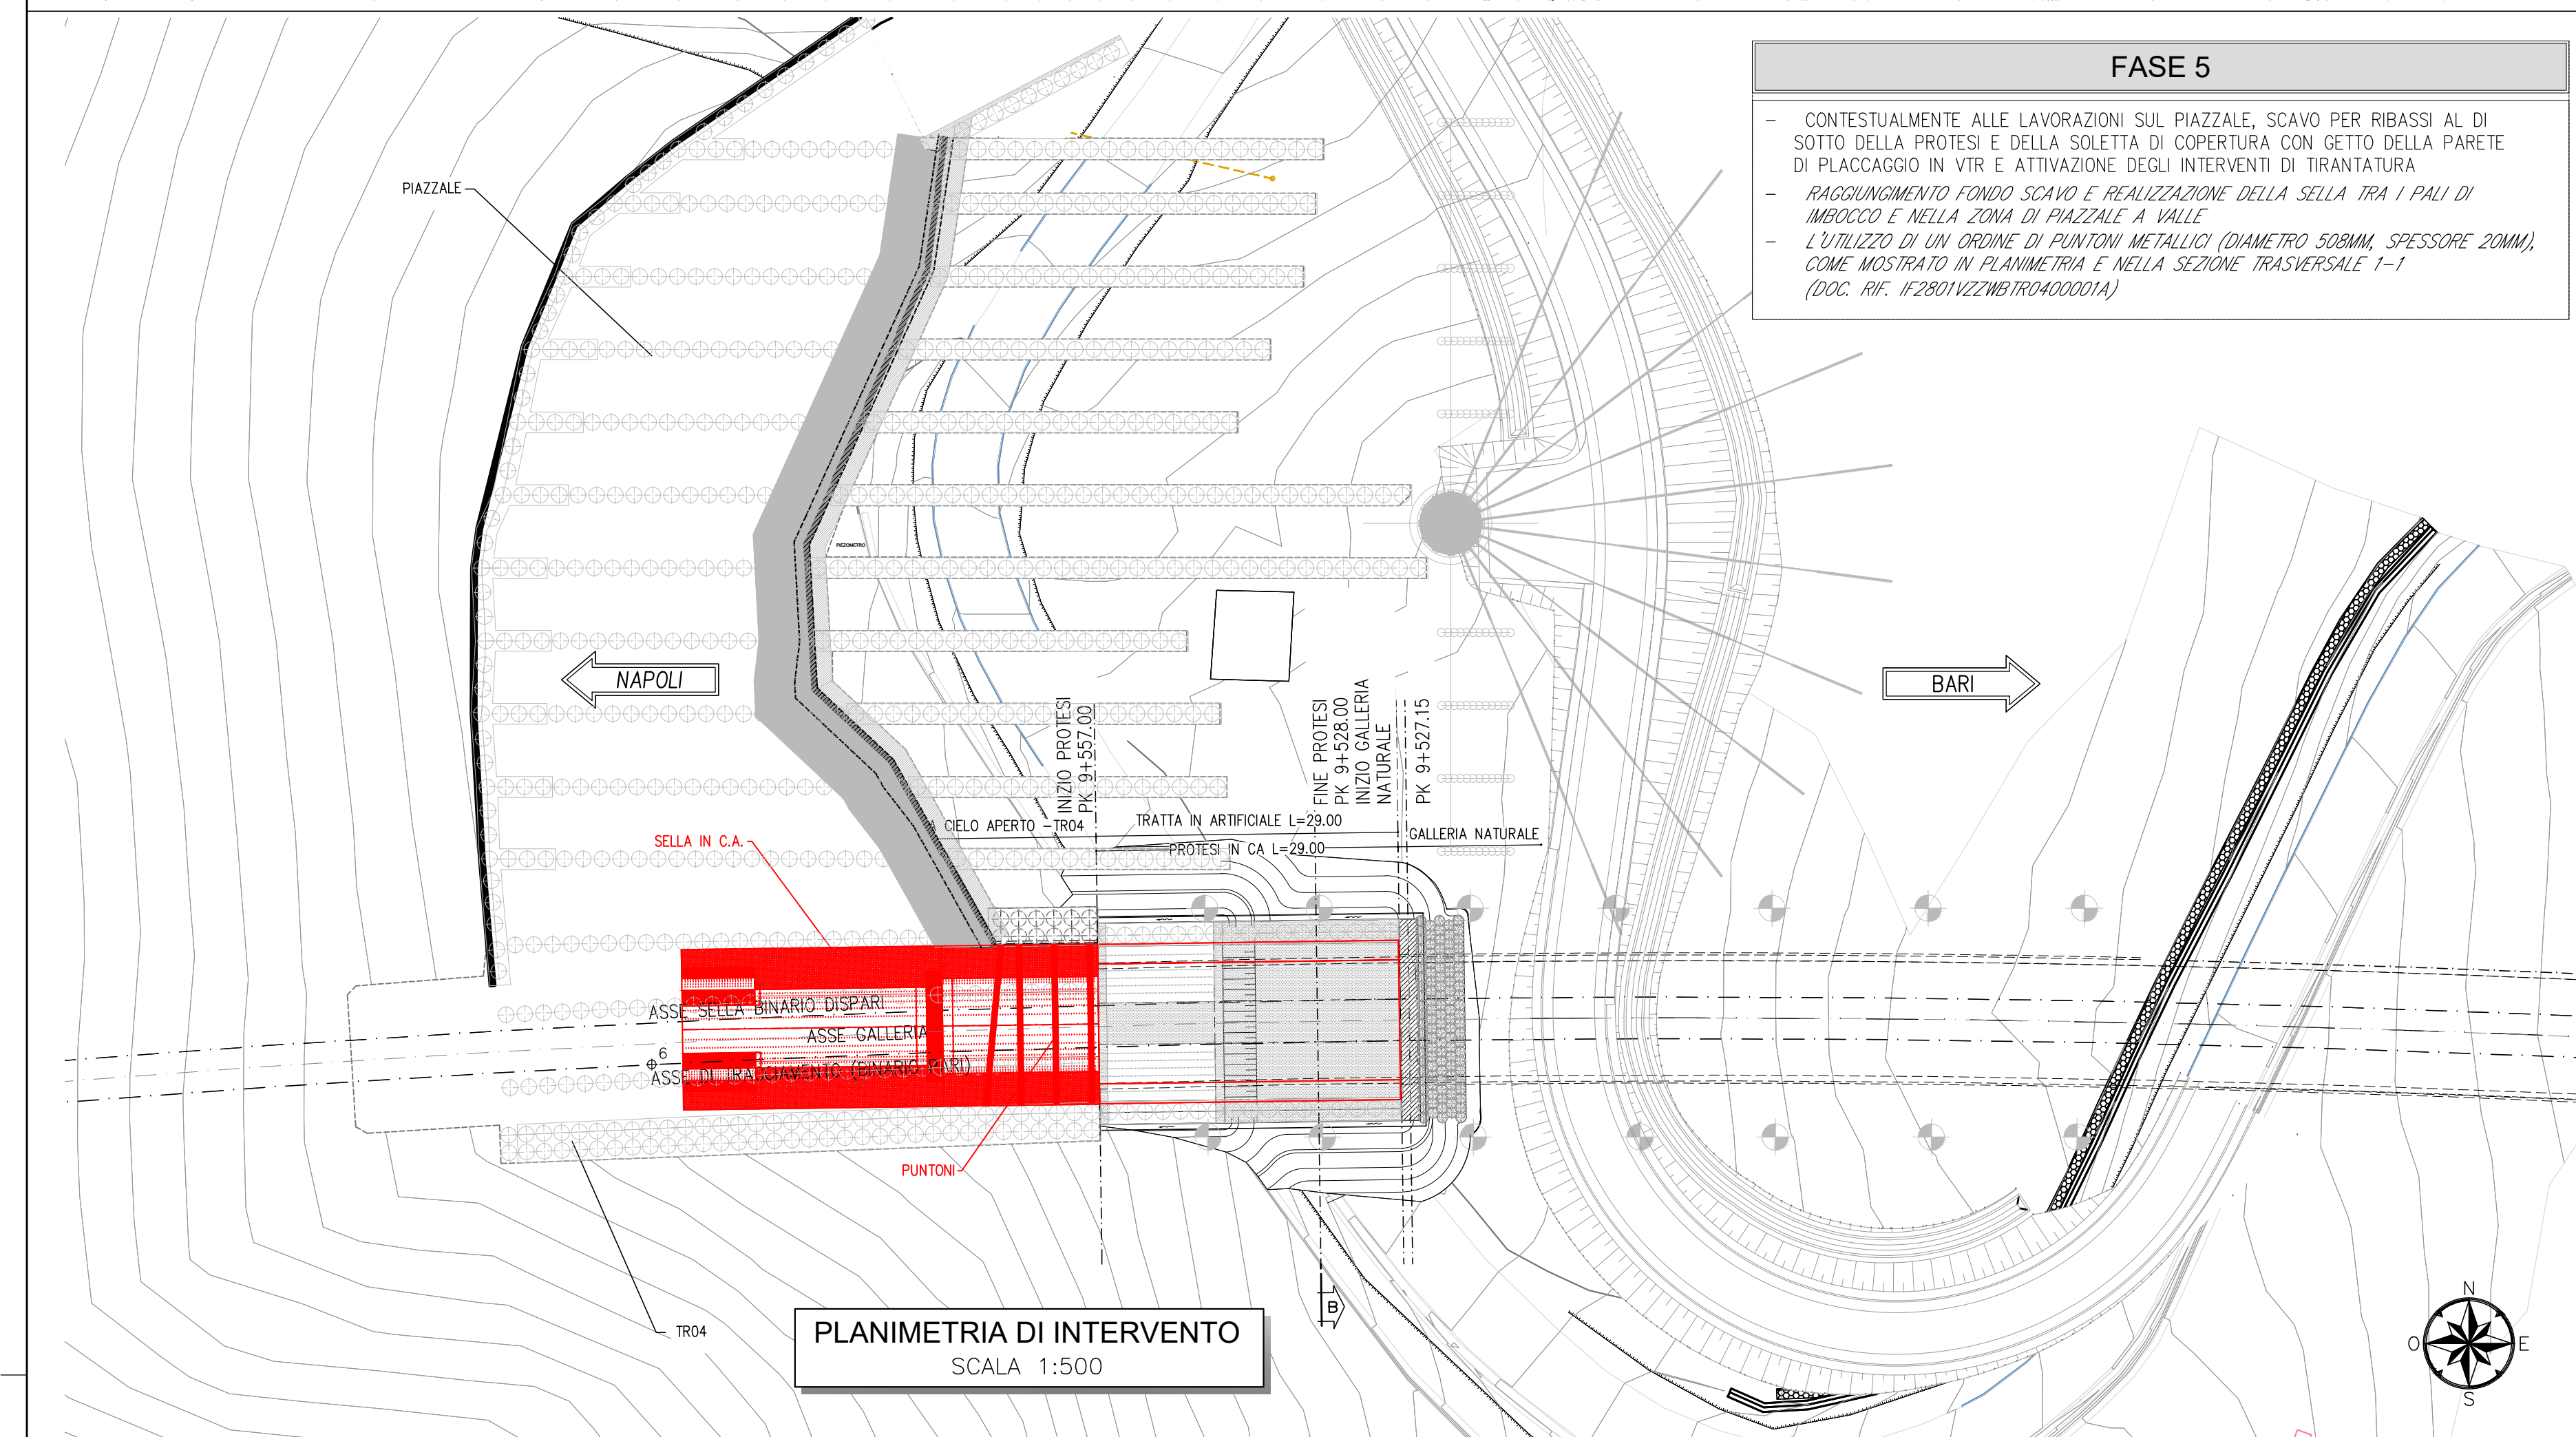 FASE 5
- CONTESTUALMENTE ALLE LAVORAZIONI SUL PIAZZALE, SCAVO PER RIBASSI AL DI
SOTTO DELLA PROTESI E DELLA SOLETTA DI COPERTURA CON GETTO DELLA PARETE
DI PLACCAGGIO IN VTR E ATTIVAZIONE DEGLI INTERVENTI DI TIRANTATURA
- RAGGIUNGIMENTO FONDO SCAVO E REALIZZAZIONE DELLA SELLA TRA I PALI DI
IMBOCCO E NELLA ZONA DI PIAZZALE A VALLE
- L'UTILIZZO DI UN ORDINE DI PUNTONI METALLICI (DIAMETRO 508MM, SPESSORE 20MM),
COME MOSTRATO IN PLANIMETRIA E NELLA SEZIONE TRASVERSALE 1-1
(DOC. RIF. IF2801VZZWBTR0400001A)
PIAZZALE
PIEZOMETRO
NAPOLI
BARI
INIZIO PROTESI
PK 9+557.00
FINE PROTESI
PK 9+528.00
INIZIO GALLERIA
NATURALE
PK 9+527.15
A CIELO APERTO -TR04
TRATTA IN ARTIFICIALE L=29.00
GALLERIA NATURALE
PROTESI IN CA L=29.00
SELLA IN C.A.
ASSE SELLA BINARIO DISPARI
ASSE GALLERIA
6
ASSE DI TRACCIAMENTO (BINARIO PARI)
PUNTONI
TR04
B
PLANIMETRIA DI INTERVENTO
SCALA 1:500
N
O
E
S